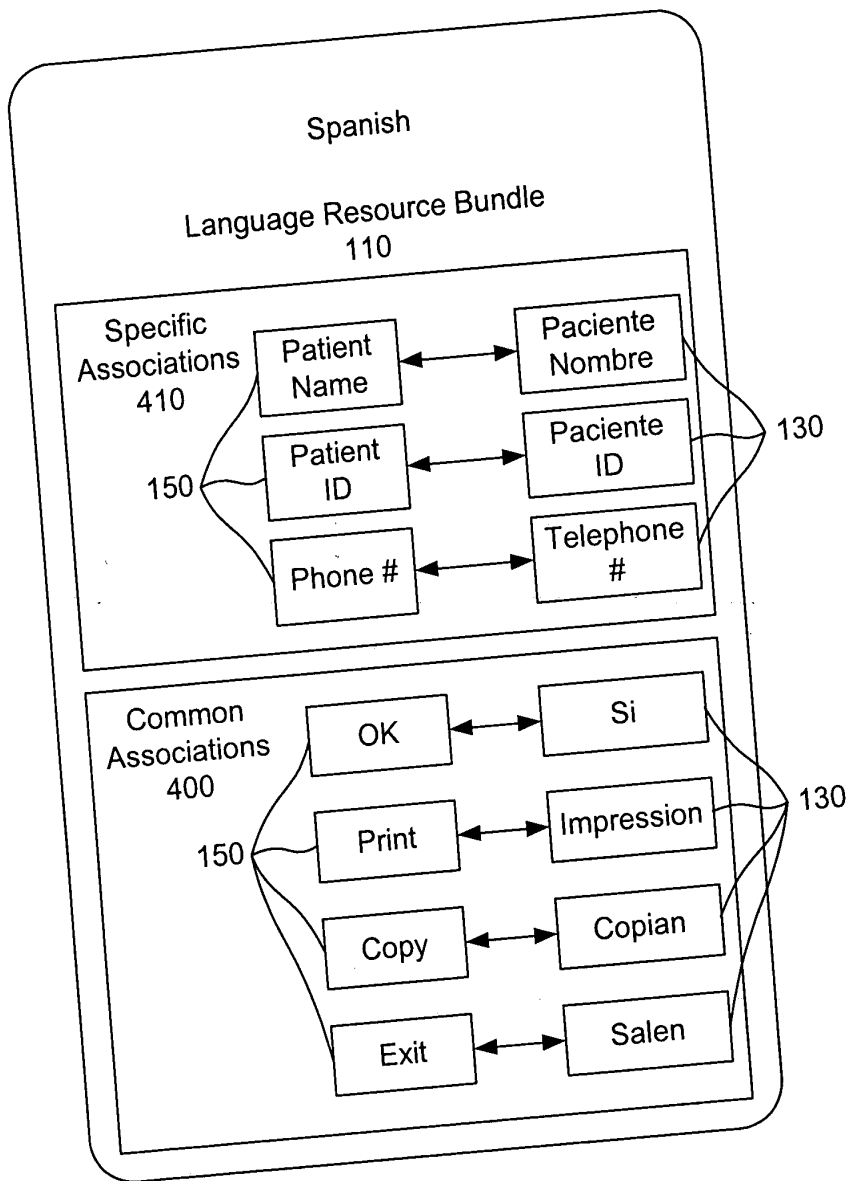 Spanish
Language Resource Bundle
110
Specific
Associations
410
Patient
Name
Paciente
Nombre
150
Patient
ID
Paciente
ID
130
Phone #
Telephone
#
Common
Associations
400
OK
Si
150
Print
Impression
130
Copy
Copian
Exit
Salen